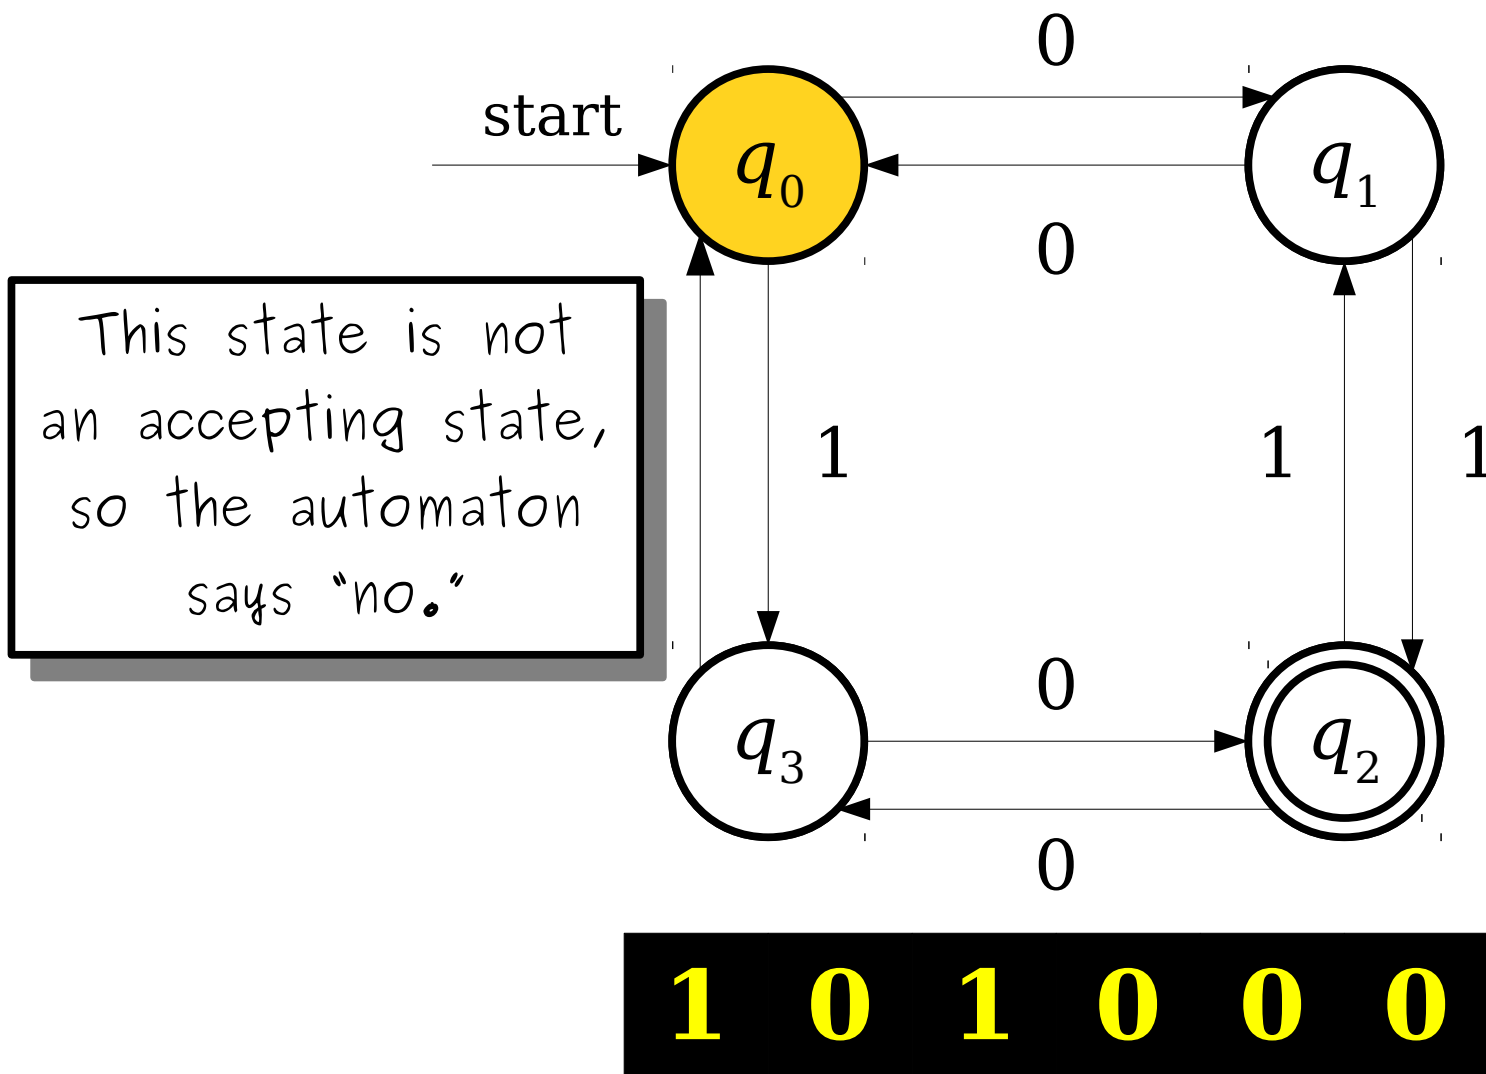 0
start
q0
q1
0
This state is not
an accepting state,
so the automaton
says "no."
1
1
1
0
q3
q2
0
1 0 1 0 0 0